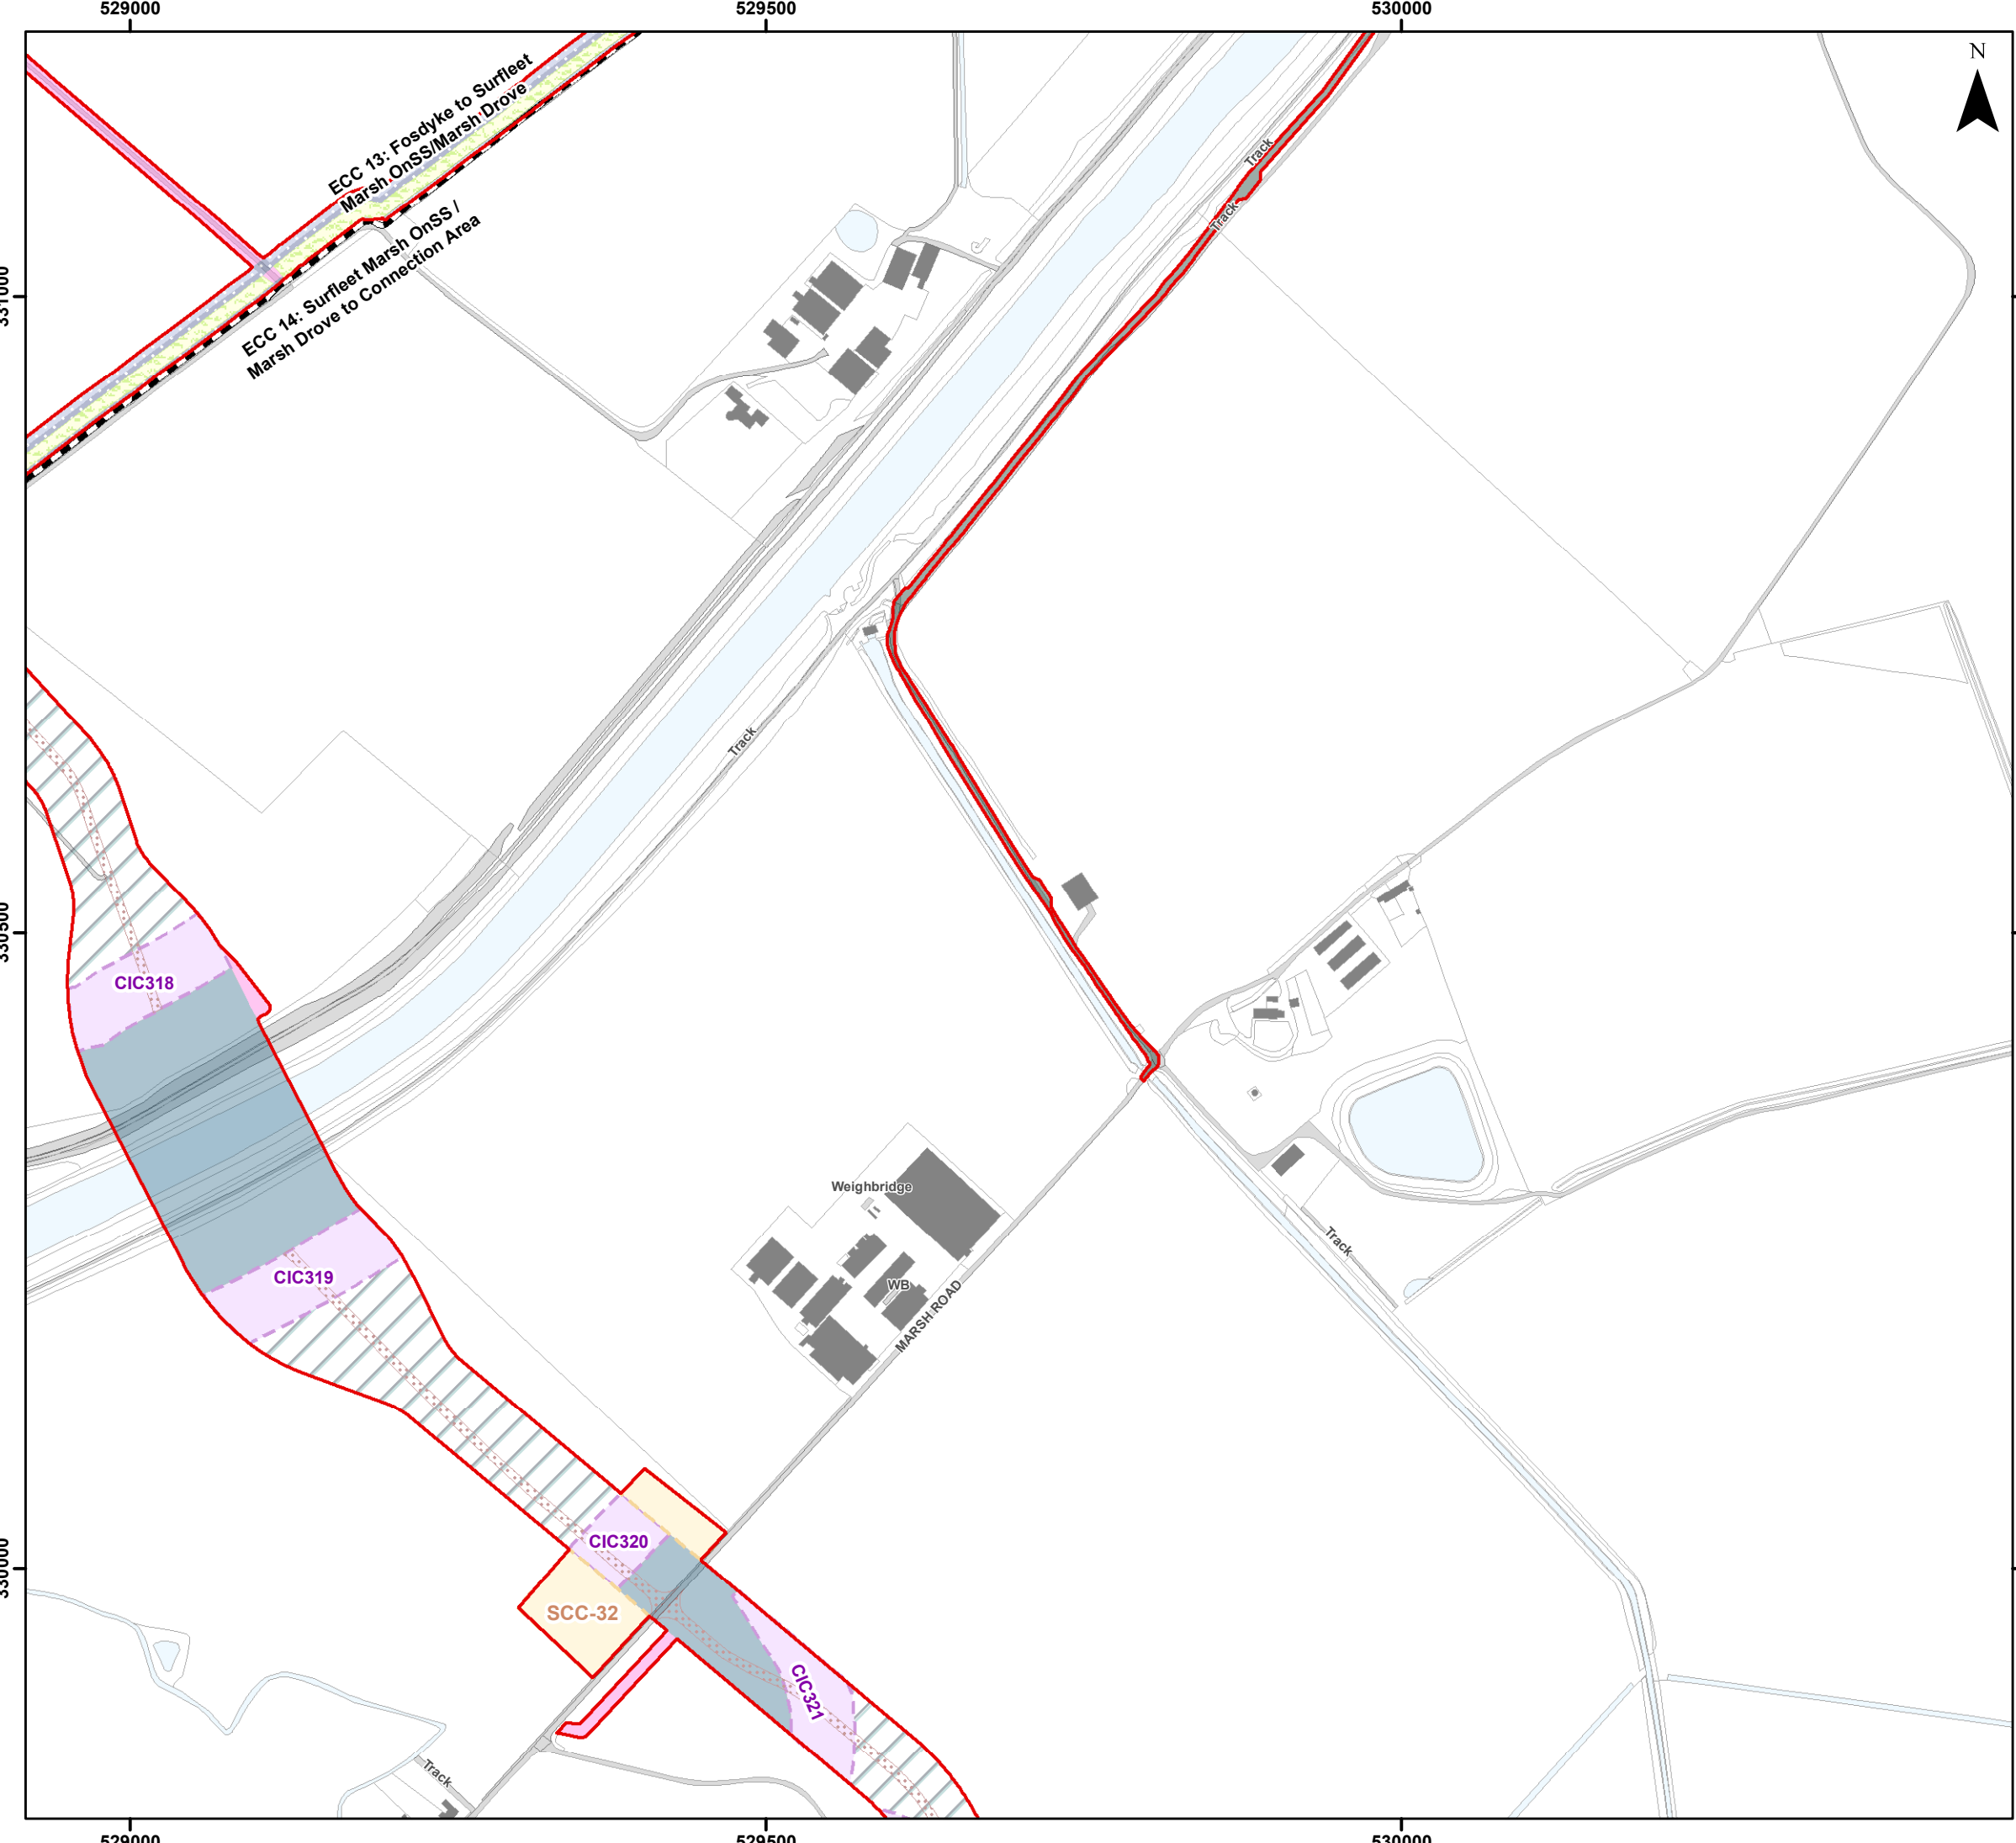 529000
529500
530000
N
ECC 13: Fosdyke to Surfleet
Marsh OnSS/Marsh Drove
ECC 14: Surfleet Marsh OnSS /
Marsh Drove to Connection Area
Track
Track
Track
330500
CIC318
Weighbridge
CIC319
WB
MARSH ROAD
Track
CIC320
330000
SCC-32
CIC321
Track
529000
529500
530000